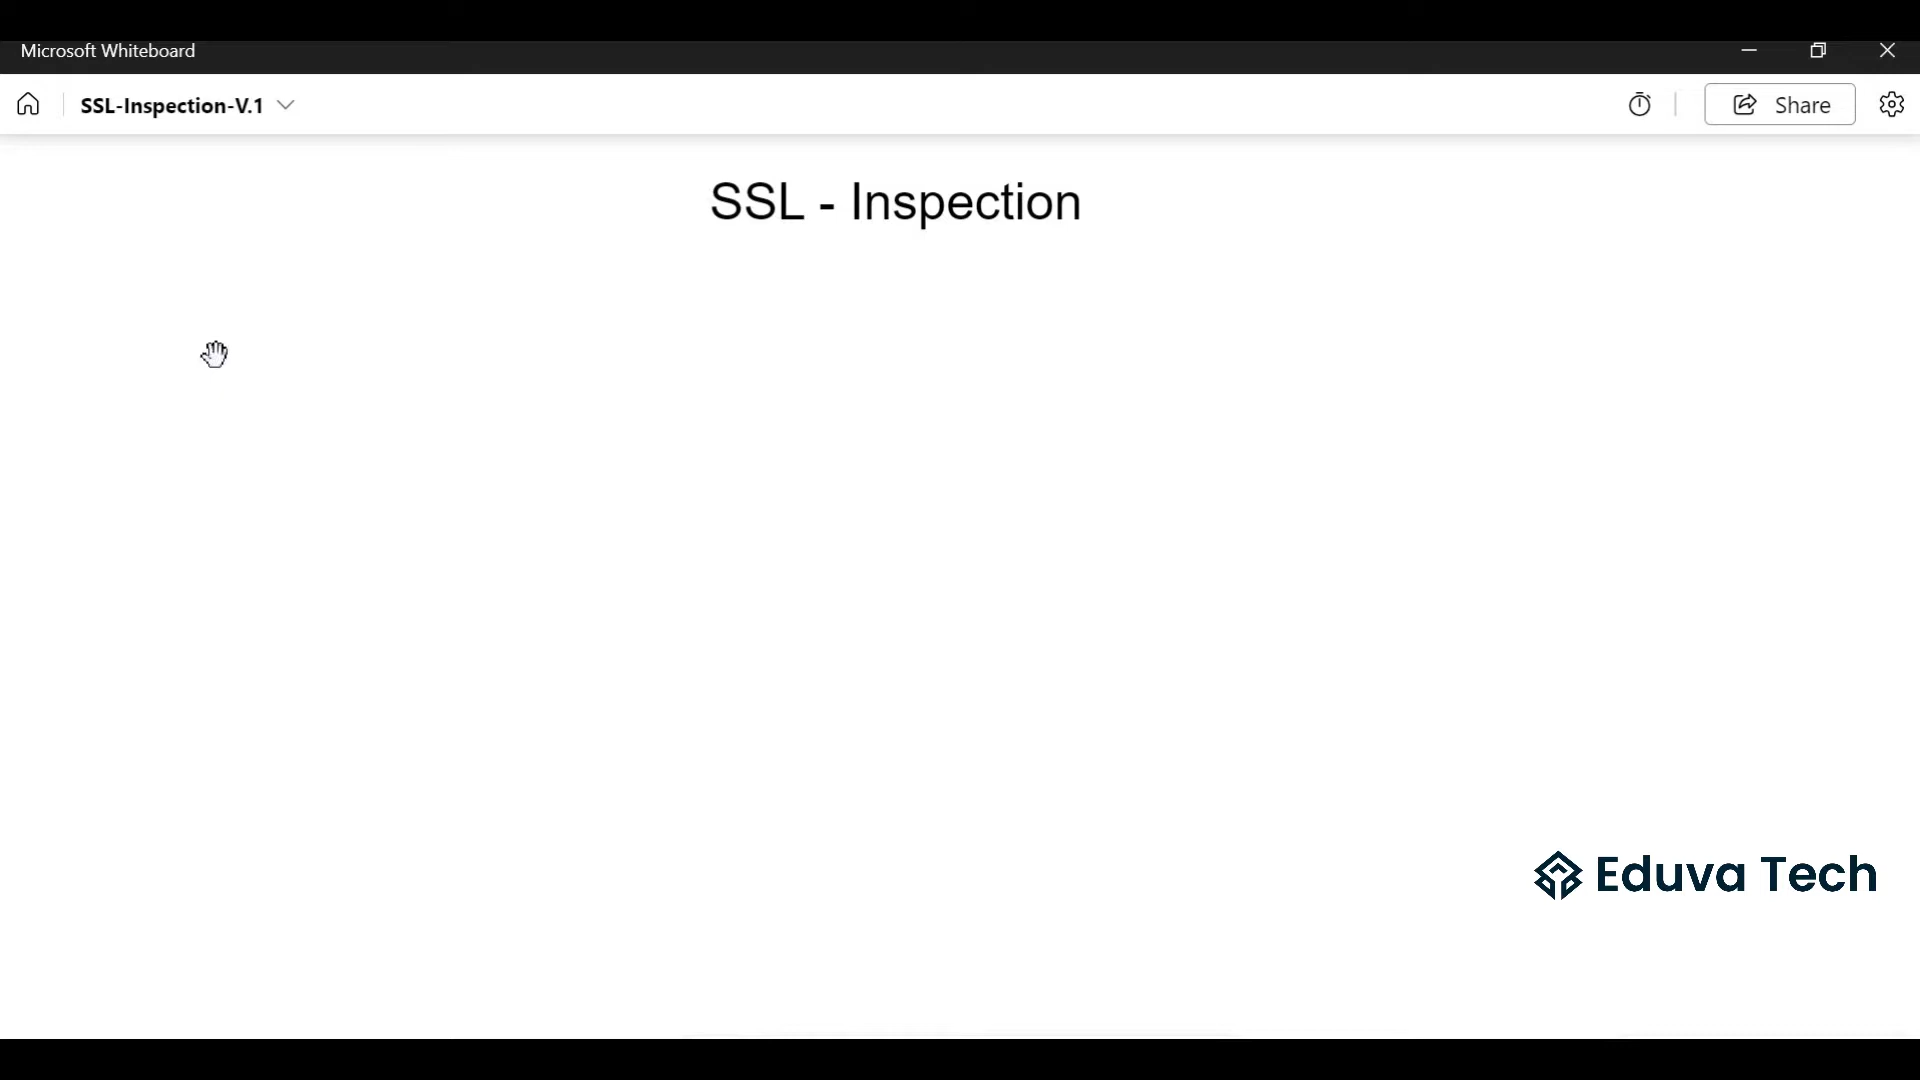 Microsoft Whiteboard
SSL-Inspection-V.1
Share
SSL - Inspection
Eduva Tech